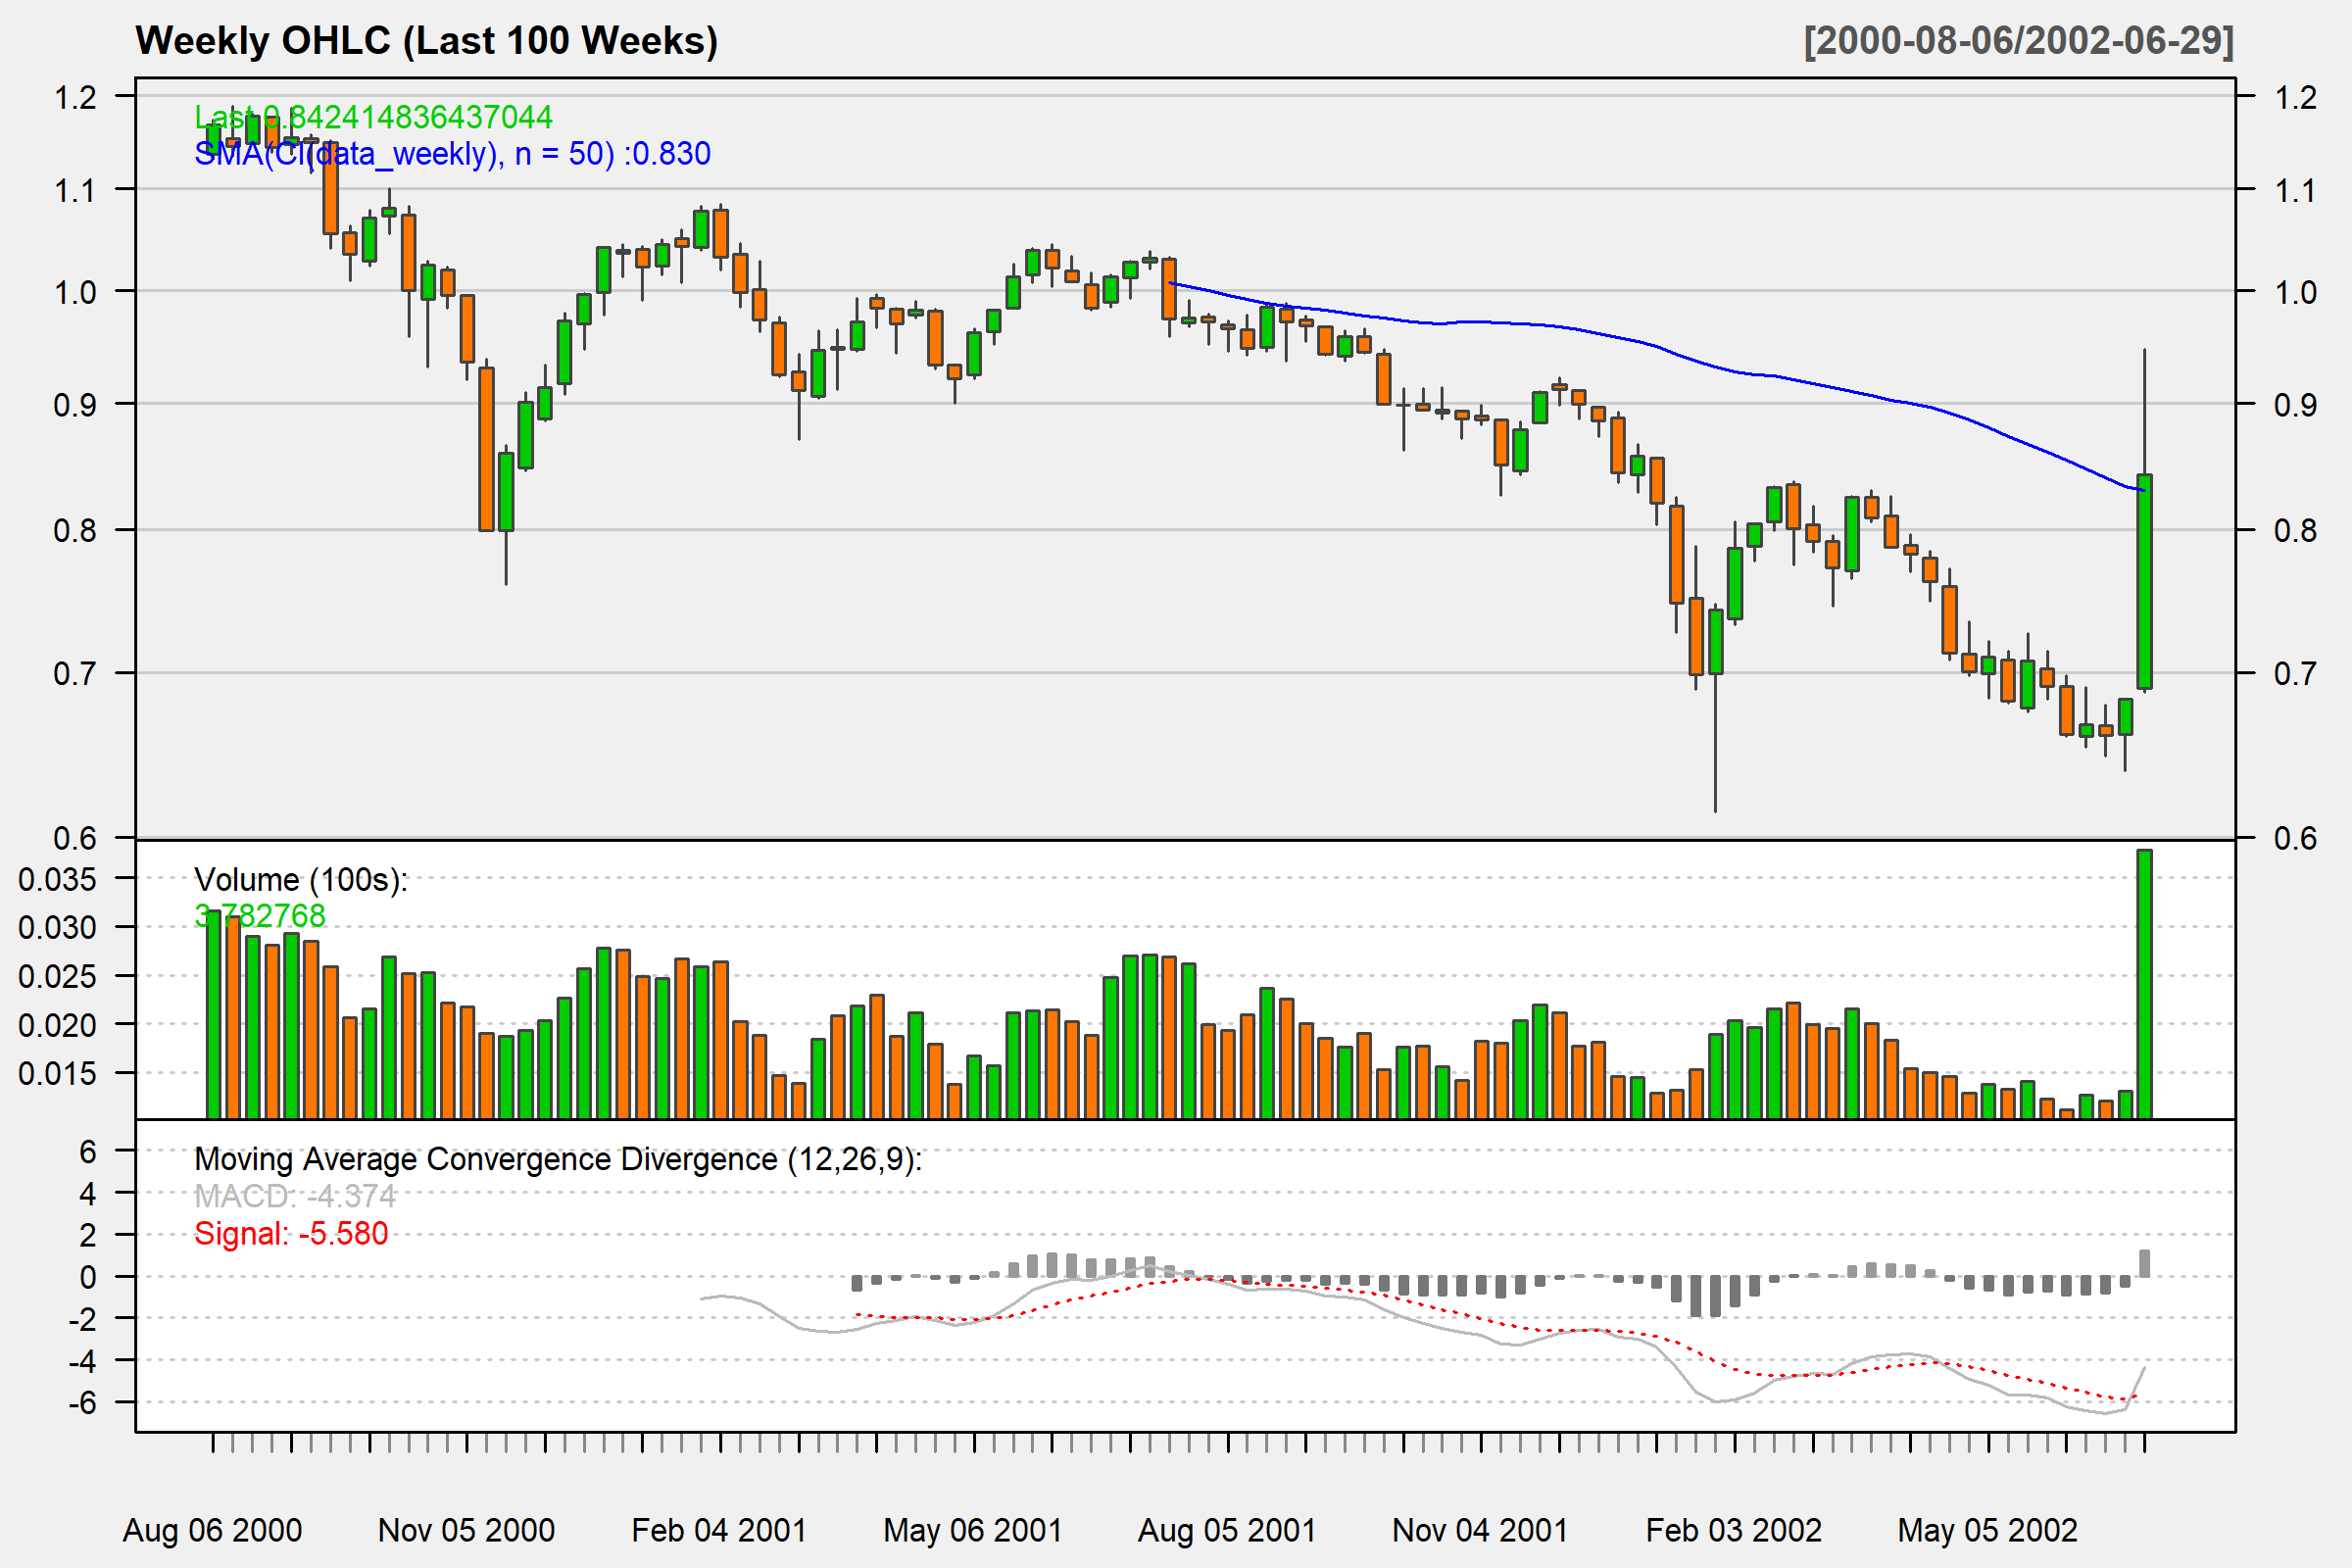 Weekly OHLC (Last 100 Weeks)
[2000-08-06/2002-06-29]
Last 0.842414836437044
SMA(Cl(data_weekly), n = 50) :0.830
1.2
1.1
1.0
0.9
0.8
0.7
0.6
1.2
1.1
1.0
0.9
0.8
0.7
0.6
Volume (100s):
3.782768
0.035
0.030
0.025
0.020
0.015
Moving Average Convergence Divergence (12,26,9):
MACD: -4.374
Signal: -5.580
6
4
2
0
-2
-4
-6
Aug 06 2000
Nov 05 2000
Feb 04 2001
May 06 2001
Aug 05 2001
Nov 04 2001
Feb 03 2002
May 05 2002